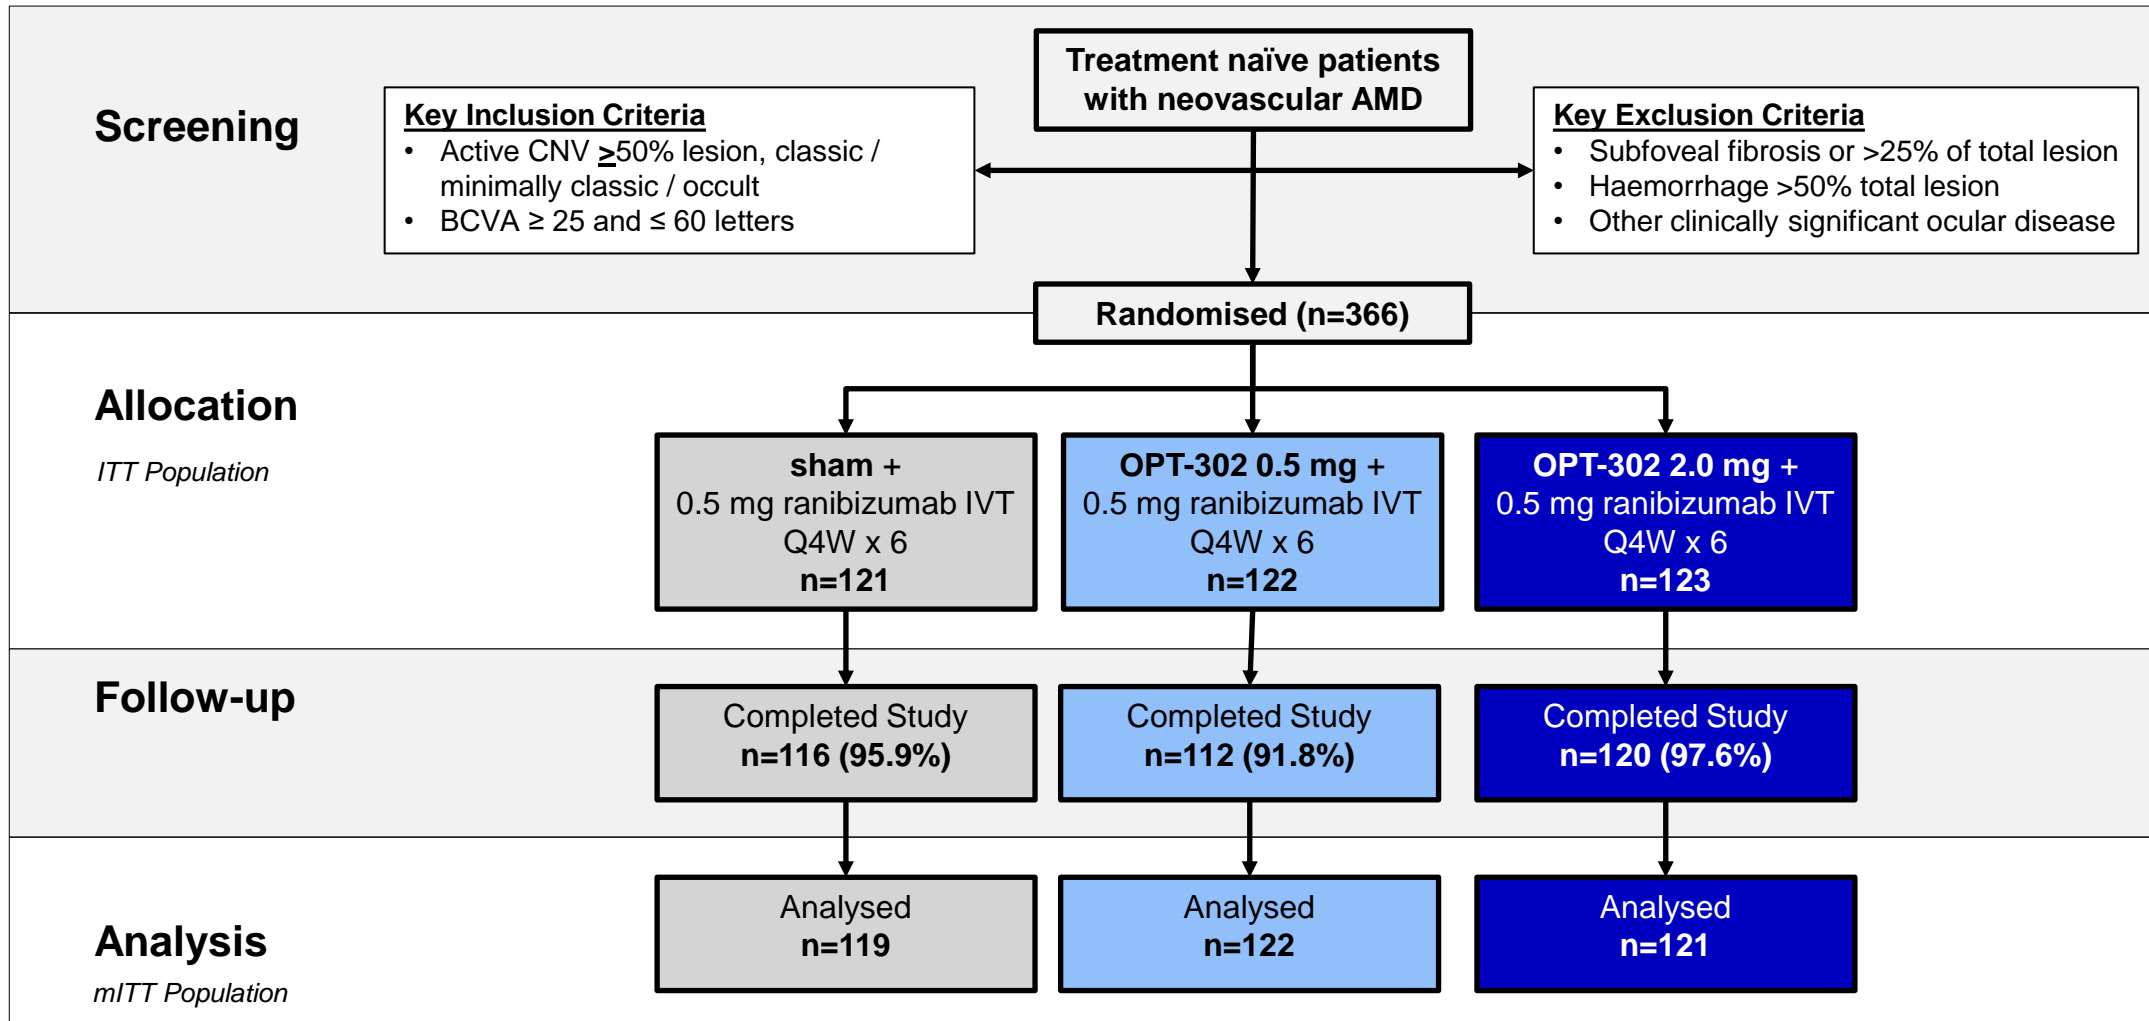 Screening
Treatment naïve patients
with neovascular AMD
Key Inclusion Criteria
• Active CNV ≥50% lesion, classic /
minimally classic / occult
• BCVA ≥ 25 and ≤ 60 letters
Key Exclusion Criteria
• Subfoveal fibrosis or >25% of total lesion
• Haemorrhage >50% total lesion
• Other clinically significant ocular disease
Randomised (n=366)
Allocation
ITT Population
sham +
0.5 mg ranibizumab IVT
Q4W x 6
n=121
OPT-302 0.5 mg +
0.5 mg ranibizumab IVT
Q4W x 6
n=122
OPT-302 2.0 mg +
0.5 mg ranibizumab IVT
Q4W x 6
n=123
Follow-up
Completed Study
n=116 (95.9%)
Completed Study
n=112 (91.8%)
Completed Study
n=120 (97.6%)
Analysis
mITT Population
Analysed
n=119
Analysed
n=122
Analysed
n=121